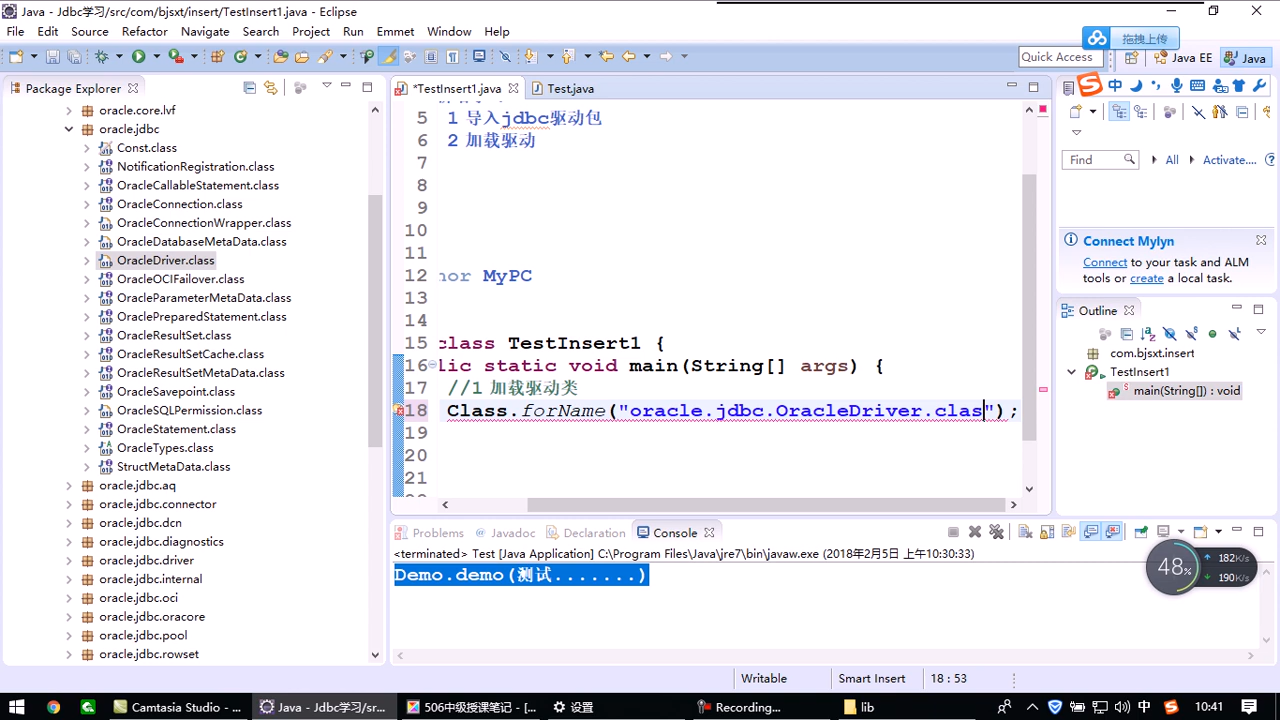 Java - Jdbc学习/src/com/bjsxt/insert/TestInsert1.java - Eclipse
File Edit Source Refactor Navigate Search Project Run Emmet Window Help
拖拽上传
Quick Access
Java EE
Java
Package Explorer
*TestInsert1.java
Test.java
中
oracle.core.lvf
oracle.jdbc
Const.class
NotificationRegistration.class
OracleCallableStatement.class
OracleConnection.class
OracleConnectionWrapper.class
OracleDatabaseMetaData.class
OracleDriver.class
OracleOCIFailover.class
OracleParameterMetaData.class
OraclePreparedStatement.class
OracleResultSet.class
OracleResultSetCache.class
OracleResultSetMetaData.class
OracleSavepoint.class
OracleSQLPermission.class
OracleStatement.class
OracleTypes.class
StructMetaData.class
oracle.jdbc.aq
oracle.jdbc.connector
oracle.jdbc.dcn
oracle.jdbc.diagnostics
oracle.jdbc.driver
oracle.jdbc.internal
oracle.jdbc.oci
oracle.jdbc.oracore
oracle.jdbc.pool
oracle.jdbc.rowset
5 1 导入jdbc驱动包
6 2 加载驱动
7
8
9
10
11
12 hor MyPC
13
14
15 class TestInsert1 {
16 lic static void main(String[] args) {
17 //1 加载驱动类
18 Class.forName("oracle.jdbc.OracleDriver.clas");
19
20
21
Find
All
Activate...
Connect Mylyn
Connect to your task and ALM
tools or create a local task.
Outline
com.bjsxt.insert
TestInsert1
main(String[]) : void
Problems
@ Javadoc
Declaration
Console
<terminated> Test [Java Application] C:\Program Files\Java\jre7\bin\javaw.exe (2018年2月5日 上午10:30:33)
Demo.demo(测试.......)
48%
182K/s
190K/s
Writable
Smart Insert
18 : 53
Camtasia Studio - ...
Java - Jdbc学习/sr...
506中级授课笔记 - [...
设置
Recording...
lib
中
10:41